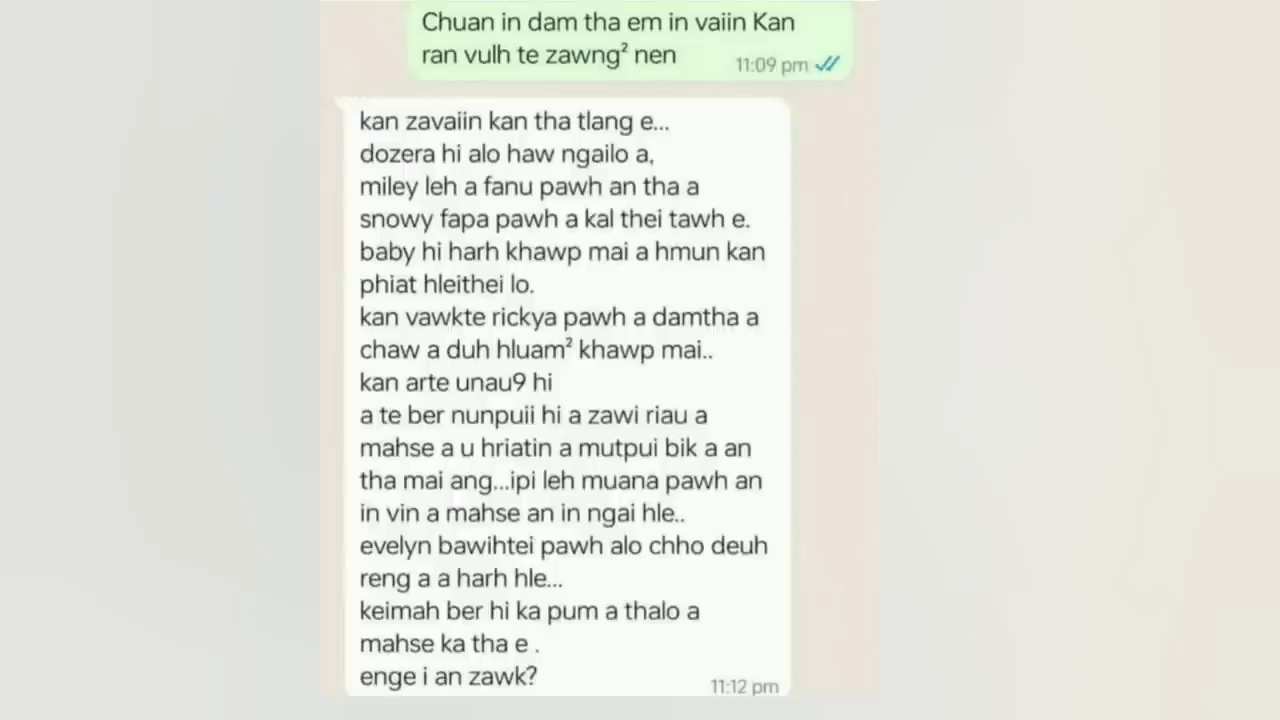 Chuan in dam tha em in vaiin Kan
ran vulh te zawng² nen
11:09 pm
kan zavaiin kan tha tlang e...
dozera hi alo haw ngailo a,
miley leh a fanu pawh an tha a
snowy fapa pawh a kal thei tawh e.
baby hi harh khawp mai a hmun kan
phiat hleithei lo.
kan vawkte rickya pawh a damtha a
chaw a duh hluam² khawp mai..
kan arte unau9 hi
a te ber nunpuii hi a zawi riau a
mahse a u hriatin a mutpui bik a an
tha mai ang...ipi leh muana pawh an
in vin a mahse an in ngai hle..
evelyn bawihtei pawh alo chho deuh
reng a a harh hle...
keimah ber hi ka pum a thalo a
mahse ka tha e .
enge i an zawk?
11:12 pm